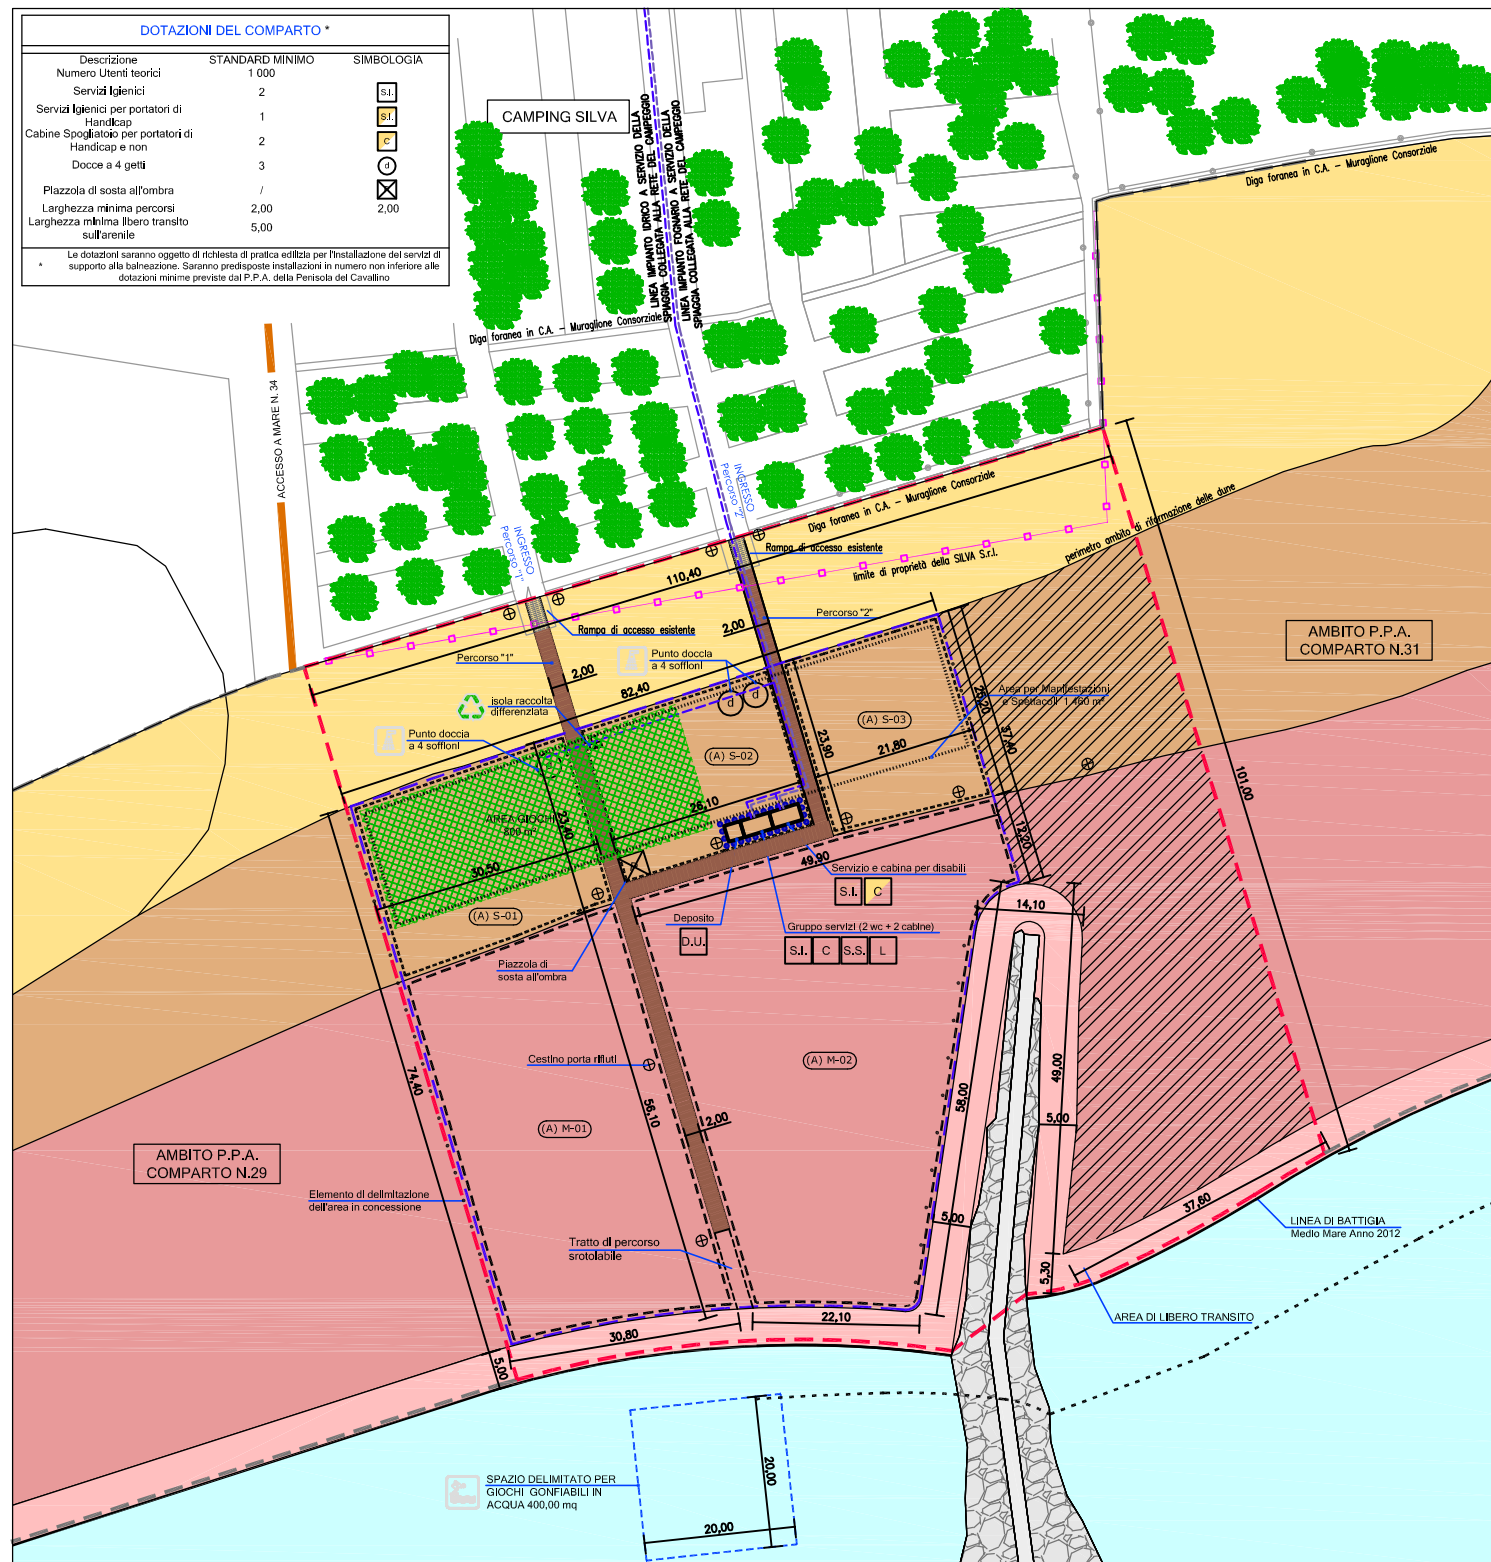 DOTAZIONI DEL COMPARTO *
Descrizione STANDARD MINIMO SIMBOLOGIA
Numero Utenti teorici 1 000
Servizi Igienici 2 S.I.
Servizi Igienici per portatori di
Handicap 1 S.I.
Cabine Spogliatoio per portatori di
Handicap e non 2 C
Docce a 4 getti 3 d
Piazzola di sosta all'ombra /
Larghezza minima percorsi 2,00 2,00
Larghezza minima libero transito
sull'arenile 5,00
* Le dotazioni saranno oggetto di richiesta di pratica edilizia per l'installazione dei servizi di
supporto alla balneazione. Saranno predisposte installazioni in numero non inferiore alle
dotazioni minime previste dal P.P.A. della Penisola del Cavallino
CAMPING SILVA
LINEA IMPIANTO IDRICO A SERVIZIO DELLA
SPIAGGIA COLLEGATA ALLA RETE DEL CAMPEGGIO
LINEA IMPIANTO FOGNARIO A SERVIZIO DELLA
SPIAGGIA COLLEGATA ALLA RETE DEL CAMPEGGIO
Diga foranea in C.A. - Muraglione Consorziale
Diga foranea in C.A. - Muraglione Consorziale
ACCESSO A MARE N. 34
INGRESSO
Percorso "1"
INGRESSO
Percorso "2"
Diga foranea in C.A. - Muraglione Consorziale
perimetro ambito di riformazione delle dune
limite di proprietà della SILVA S.r.l.
Rampa di accesso esistente
110,40
Percorso "2"
2,00
Rampa di accesso esistente
Percorso "1"
2,00
Punto doccia
a 4 soffioni
82,40
isola raccolta
differenziata
Punto doccia
a 4 soffioni
d
d
AMBITO P.P.A.
COMPARTO N.31
Area per Manifestazioni
e Spettacoli 1.460 m²
(A) S-03
26,20
37,40
23,90
21,80
(A) S-02
101,00
26,10
AREA GIOCHI
800 m²
23,40
12,20
30,50
49,90
Servizio e cabina per disabili
S.I. C
(A) S-01
14,10
Deposito
D.U.
Gruppo servizi (2 wc + 2 cabine)
S.I. C S.S. L
Piazzola di
sosta all'ombra
Cestino porta rifiuti
(A) M-02
74,40
56,10
58,00
49,00
5,00
2,00
(A) M-01
AMBITO P.P.A.
COMPARTO N.29
Elemento di delimitazione
dell'area in concessione
37,60
5,00
LINEA DI BATTIGIA
Medio Mare Anno 2012
Tratto di percorso
srotolabile
5,30
AREA DI LIBERO TRANSITO
22,10
30,80
5,00
SPAZIO DELIMITATO PER
GIOCHI GONFIABILI IN
ACQUA 400,00 mq
20,00
20,00